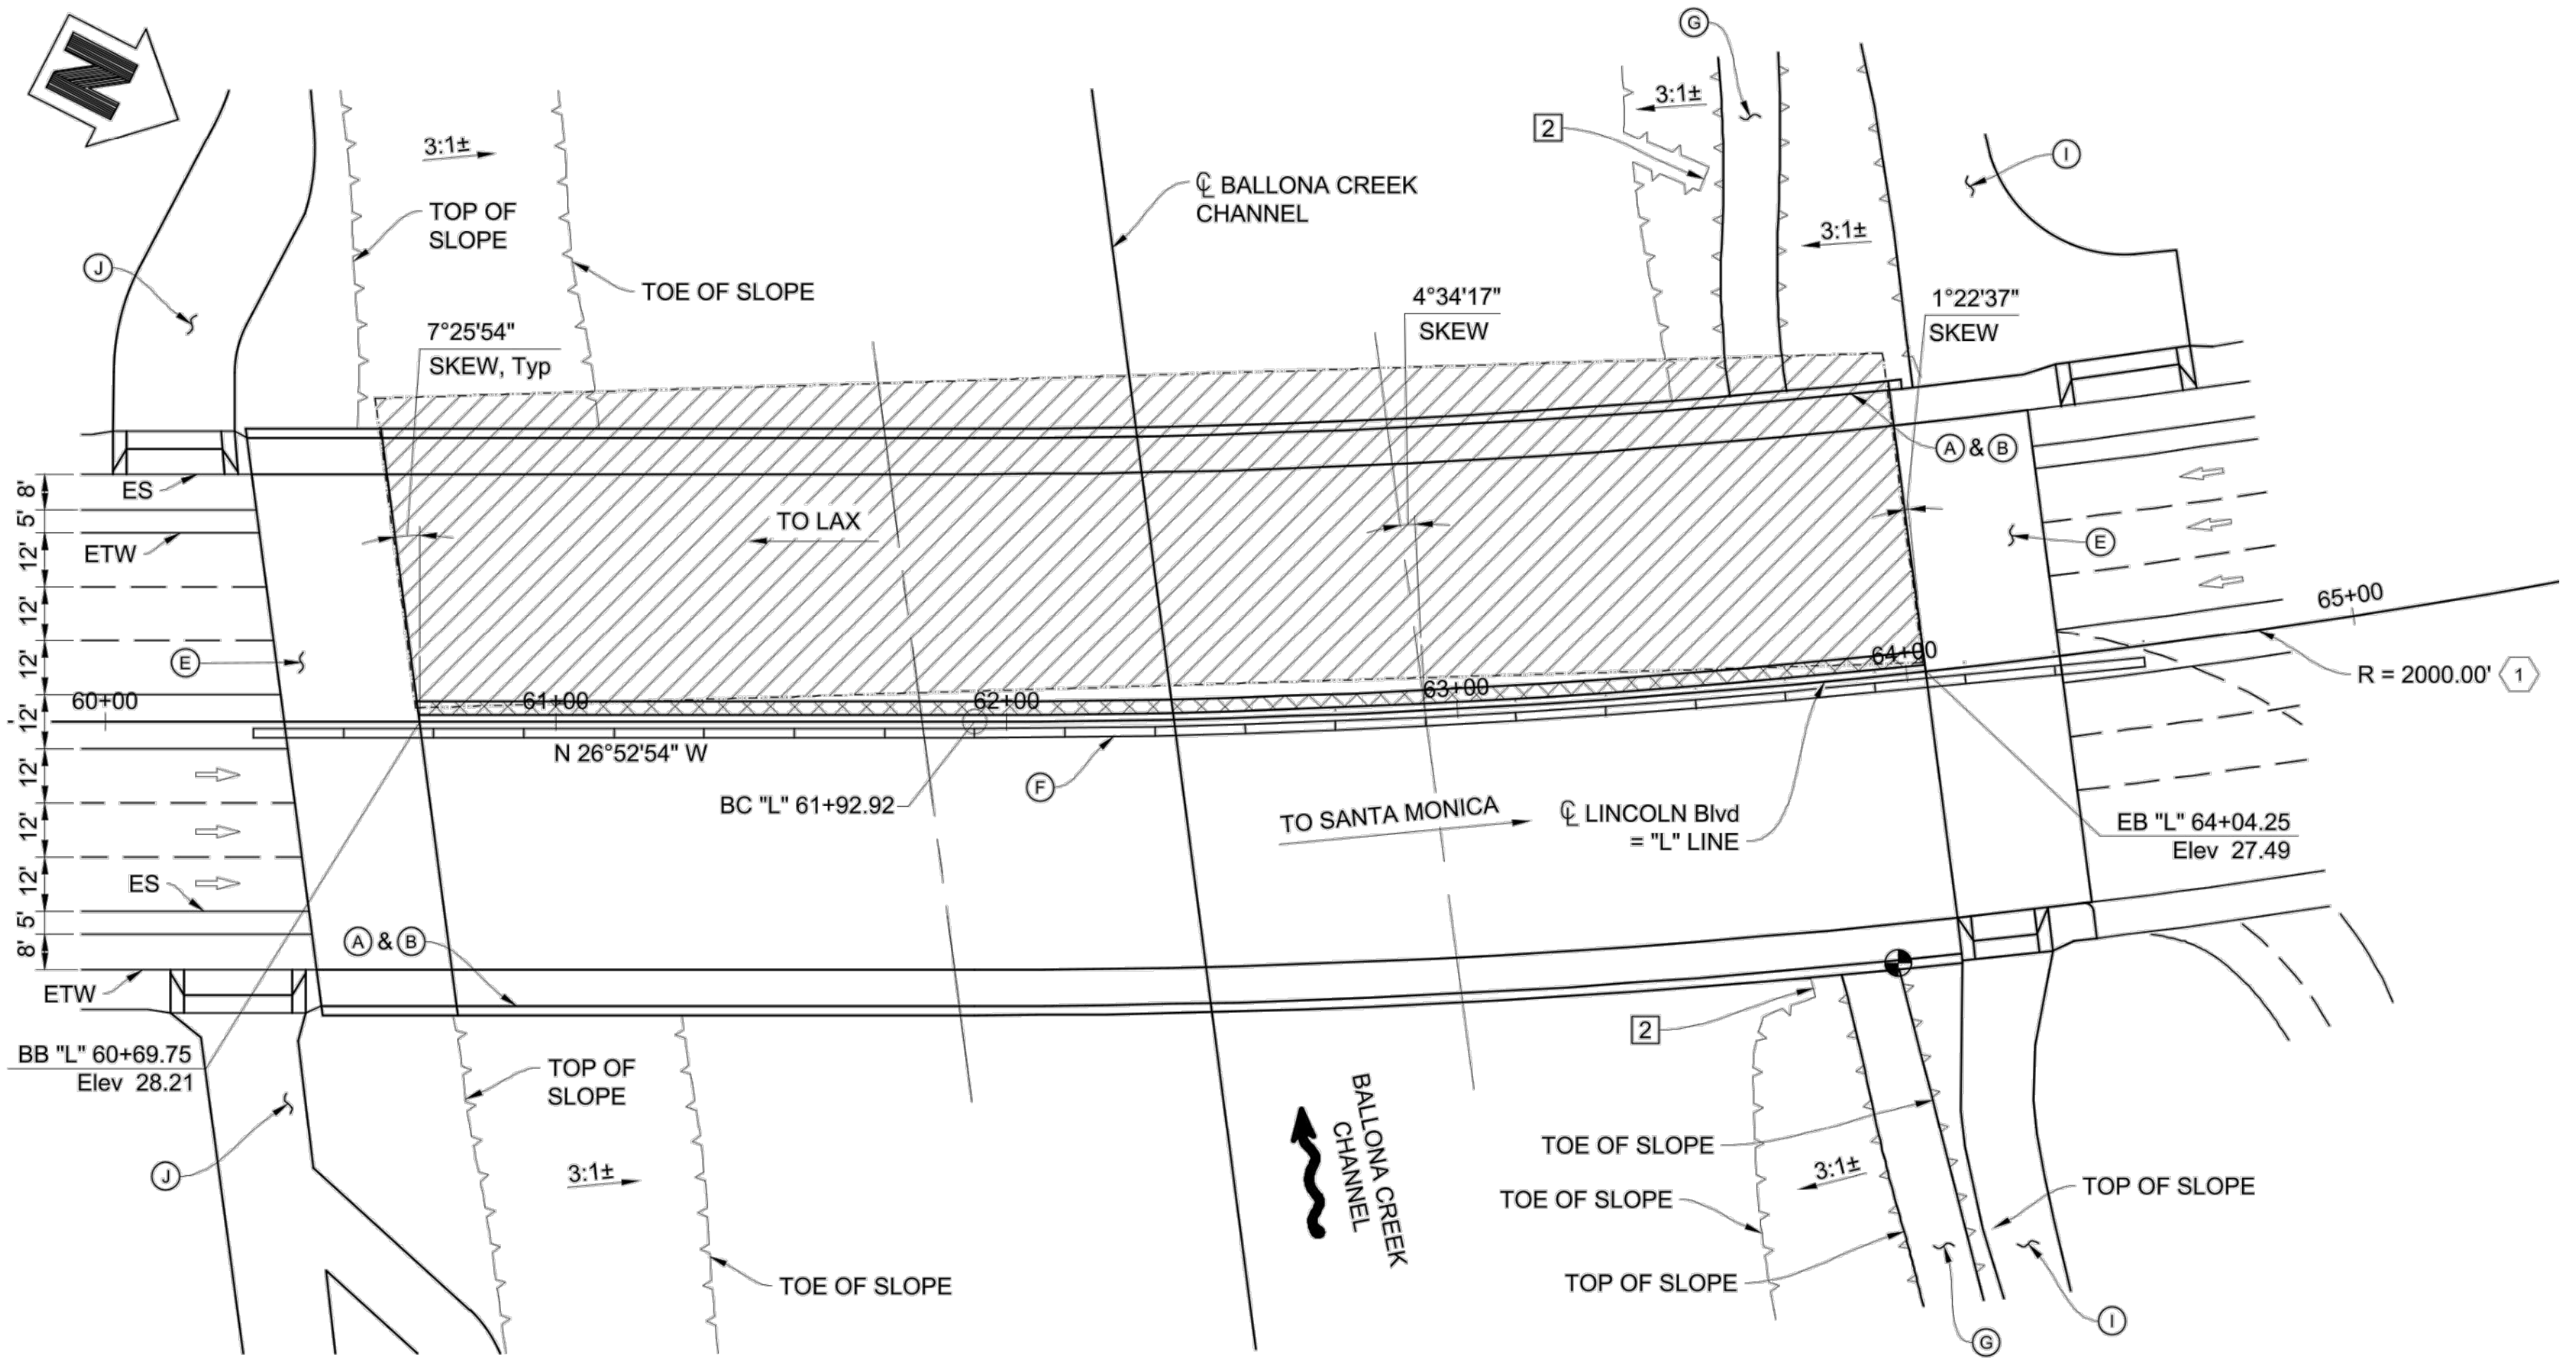 N
G
3:1±
2
3:1±
I
℄ BALLONA CREEK
CHANNEL
TOP OF
SLOPE
3:1±
J
TOE OF SLOPE
4°34'17"
SKEW
1°22'37"
SKEW
7°25'54"
SKEW, Typ
A & B
8'
5'
12'
12'
12'
12'
12'
12'
12'
5'
8'
ES
ETW
TO LAX
E
E
65+00
64+00
R = 2000.00' 1
60+00
61+00
62+00
63+00
'
N 26°52'54" W
F
BC "L" 61+92.92
TO SANTA MONICA
℄ LINCOLN Blvd
= "L" LINE
EB "L" 64+04.25
Elev 27.49
ES
A & B
ETW
BB "L" 60+69.75
Elev 28.21
TOP OF
SLOPE
2
BALLONA CREEK
CHANNEL
TOE OF SLOPE
3:1±
J
3:1±
TOE OF SLOPE
TOP OF SLOPE
TOE OF SLOPE
TOP OF SLOPE
I
G